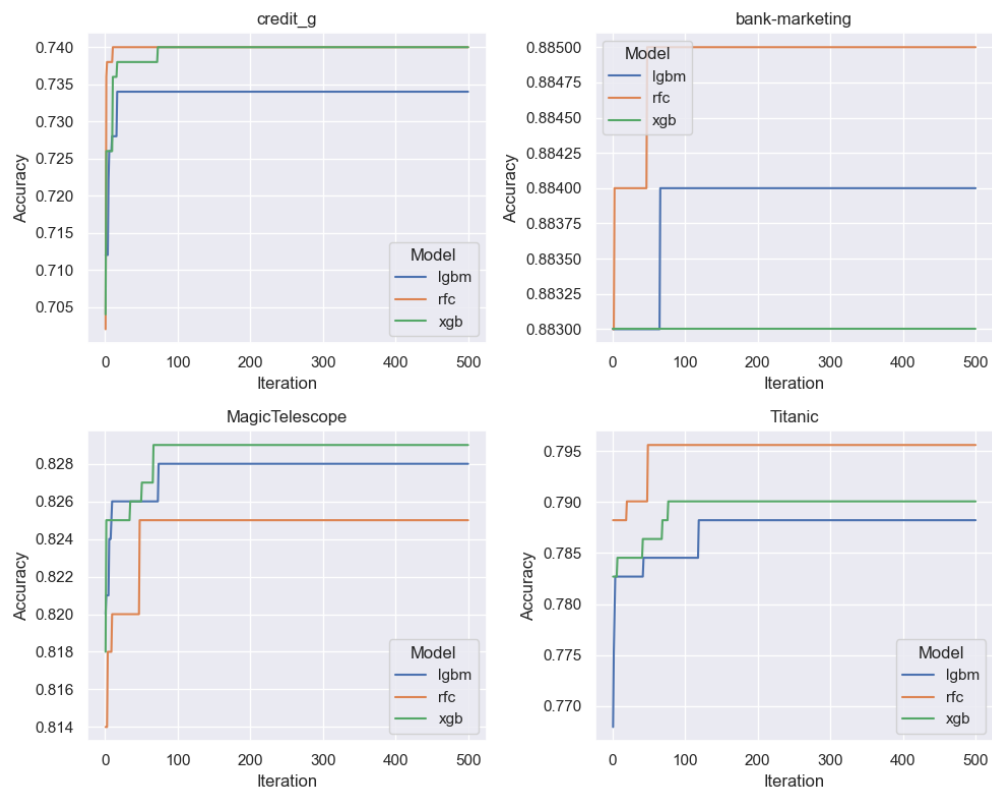 credit_g
Accuracy
0.740
0.735
0.730
0.725
0.720
0.715
0.710
0.705
Model
lgbm
rfc
xgb
0 100 200 300 400 500
Iteration
bank-marketing
Accuracy
0.88500
0.88475
0.88450
0.88425
0.88400
0.88375
0.88350
0.88325
0.88300
Model
lgbm
rfc
xgb
0 100 200 300 400 500
Iteration
MagicTelescope
Accuracy
0.828
0.826
0.824
0.822
0.820
0.818
0.816
0.814
Model
lgbm
rfc
xgb
0 100 200 300 400 500
Iteration
Titanic
Accuracy
0.795
0.790
0.785
0.780
0.775
0.770
Model
lgbm
rfc
xgb
0 100 200 300 400 500
Iteration